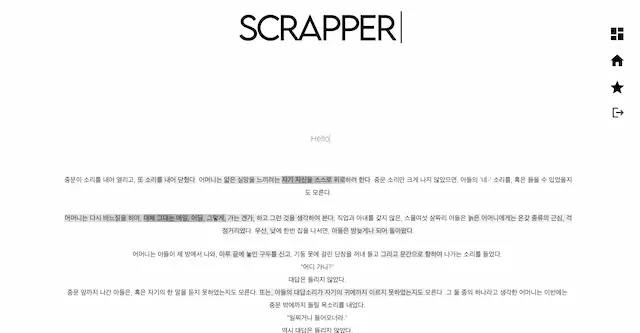 SCRAPPER
Hello
중문이 소리를 내어 열리고, 또 소리를 내어 닫혔다. 어머니는 얇은 실망을 느끼려는 자기 자신을 스스로 위로하려 한다. 중문 소리만 크게 나지 않았으면, 아들의 '네-' 소리를, 혹은 들을 수 있었을지
도 모른다.
어머니는 다시 바느질을 하며, 대체 그애는 매일, 어딜, 그렇게, 가는 겐가, 하고 그런 것을 생각하여 본다. 직업과 아내를 갖지 않은, 스물여섯 살짜리 아들은 늙은 어머니에게는 온갖 종류의 근심, 걱
정거리였다. 우선, 낮에 한번 집을 나서면, 아들은 밤늦게나 되어 돌아왔다.
어머니는 아들이 제 방에서 나와, 마루 끝에 놓인 구두를 신고, 기둥 못에 걸린 단장을 꺼내 들고 그리고 문간으로 향하여 나가는 소리를 들었다.
"어디 가니?"
대답은 들리지 않았다.
중문 앞까지 나간 아들은, 혹은 자기의 한 말을 듣지 못하였는지도 모른다. 또는, 아들의 대답소리가 자기의 귀에까지 이르지 못하였는지도 모른다. 그 둘 중의 하나라고 생각한 어머니는 이번에는
중문 밖에까지 들릴 목소리를 내었다.
"일찌거니 들어오너라."
역시 대답은 들리지 않았다.